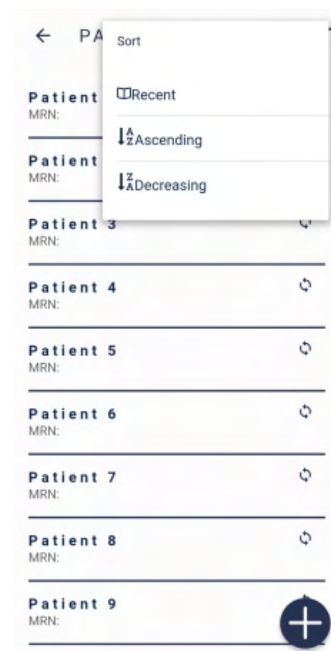 ← PA
Sort
Recent
Ascending
Decreasing
Patient
MRN:
Patient
MRN:
Patient 3
MRN:
Patient 4
MRN:
Patient 5
MRN:
Patient 6
MRN:
Patient 7
MRN:
Patient 8
MRN:
Patient 9
MRN: